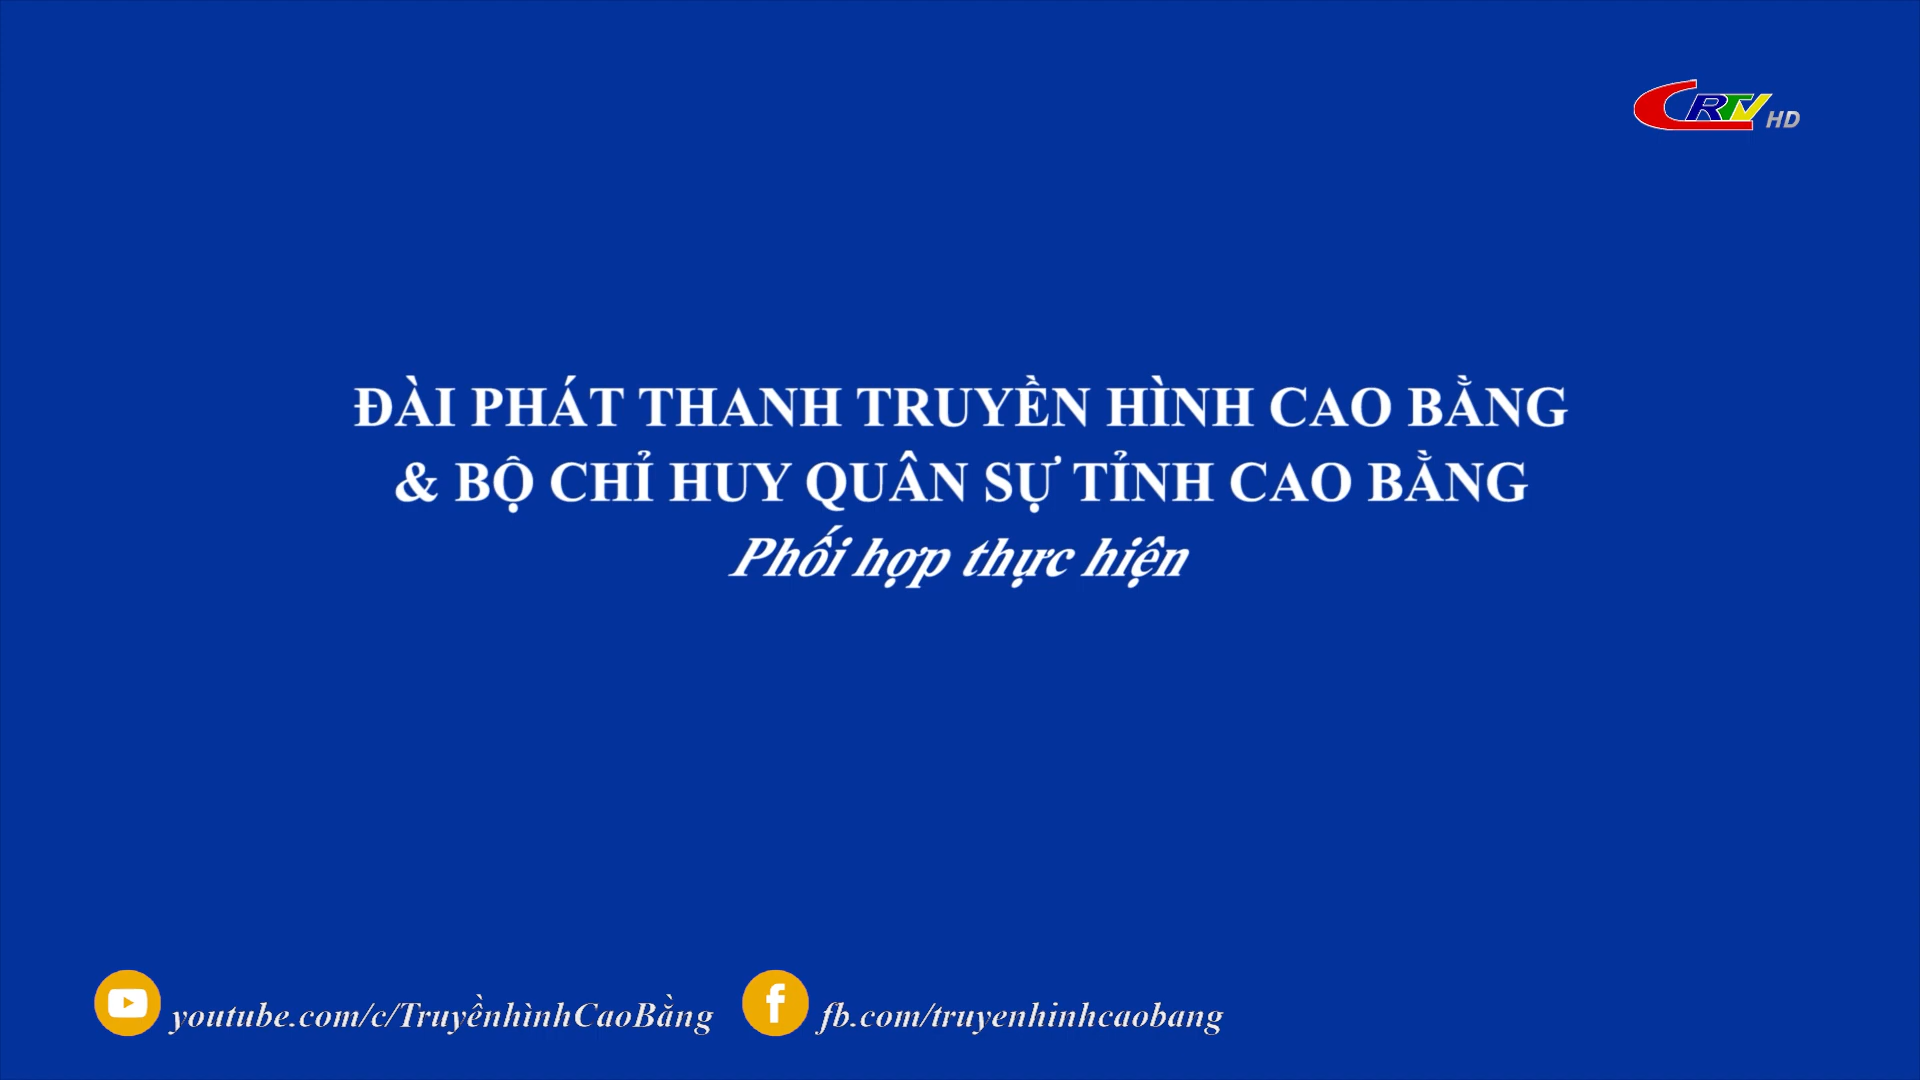 CRTV HD
ĐÀI PHÁT THANH TRUYỀN HÌNH CAO BẰNG
& BỘ CHỈ HUY QUÂN SỰ TỈNH CAO BẰNG
Phối hợp thực hiện
youtube.com/c/TruyềnhìnhCaoBằng
fb.com/truyenhinhcaobang